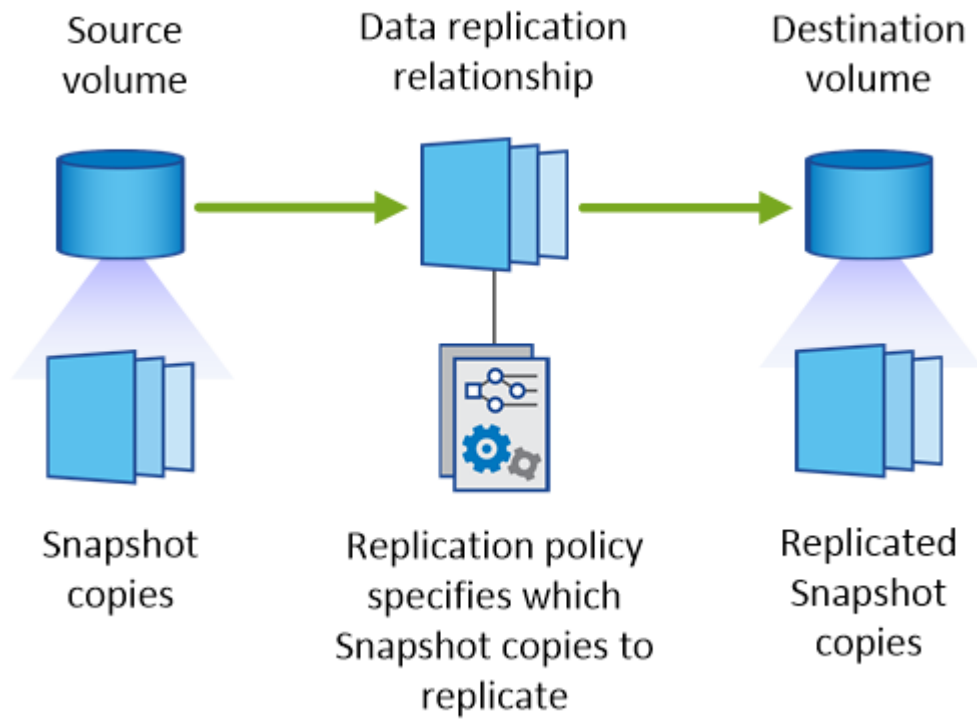 Source
volume
Data replication
relationship
Destination
volume
Snapshot
copies
Replication policy
specifies which
Snapshot copies to
replicate
Replicated
Snapshot
copies